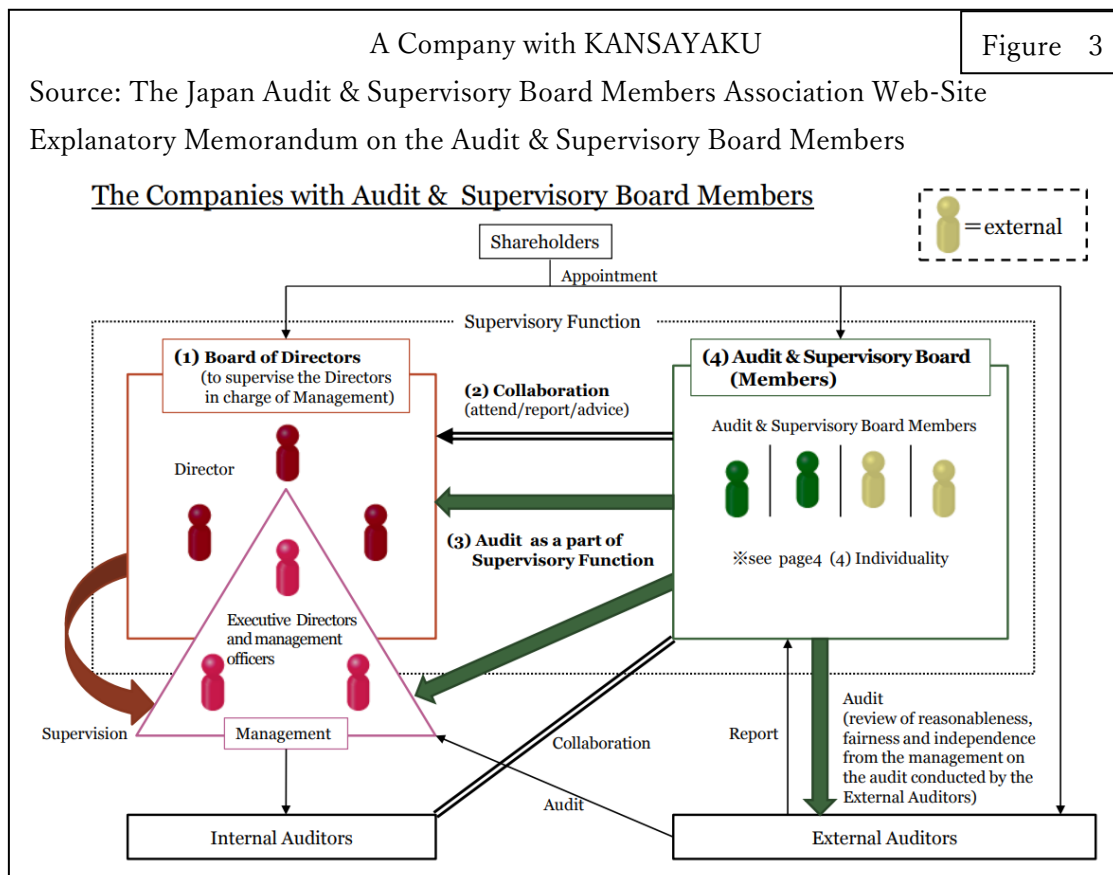 A Company with KANSAYAKU
Figure 3
Source: The Japan Audit & Supervisory Board Members Association Web-Site
Explanatory Memorandum on the Audit & Supervisory Board Members
The Companies with Audit & Supervisory Board Members
=external
Shareholders
Appointment
Supervisory Function
(1) Board of Directors
(to supervise the Directors
in charge of Management)
(4) Audit & Supervisory Board
(Members)
(2) Collaboration
(attend/report/advice)
Audit & Supervisory Board Members
Director
(3) Audit as a part of
Supervisory Function
※see page4 (4) Individuality
Executive Directors
and management
officers
Supervision
Management
Collaboration
Report
Audit
(review of reasonableness,
fairness and independence
from the management on
the audit conducted by the
External Auditors)
Audit
Internal Auditors
External Auditors